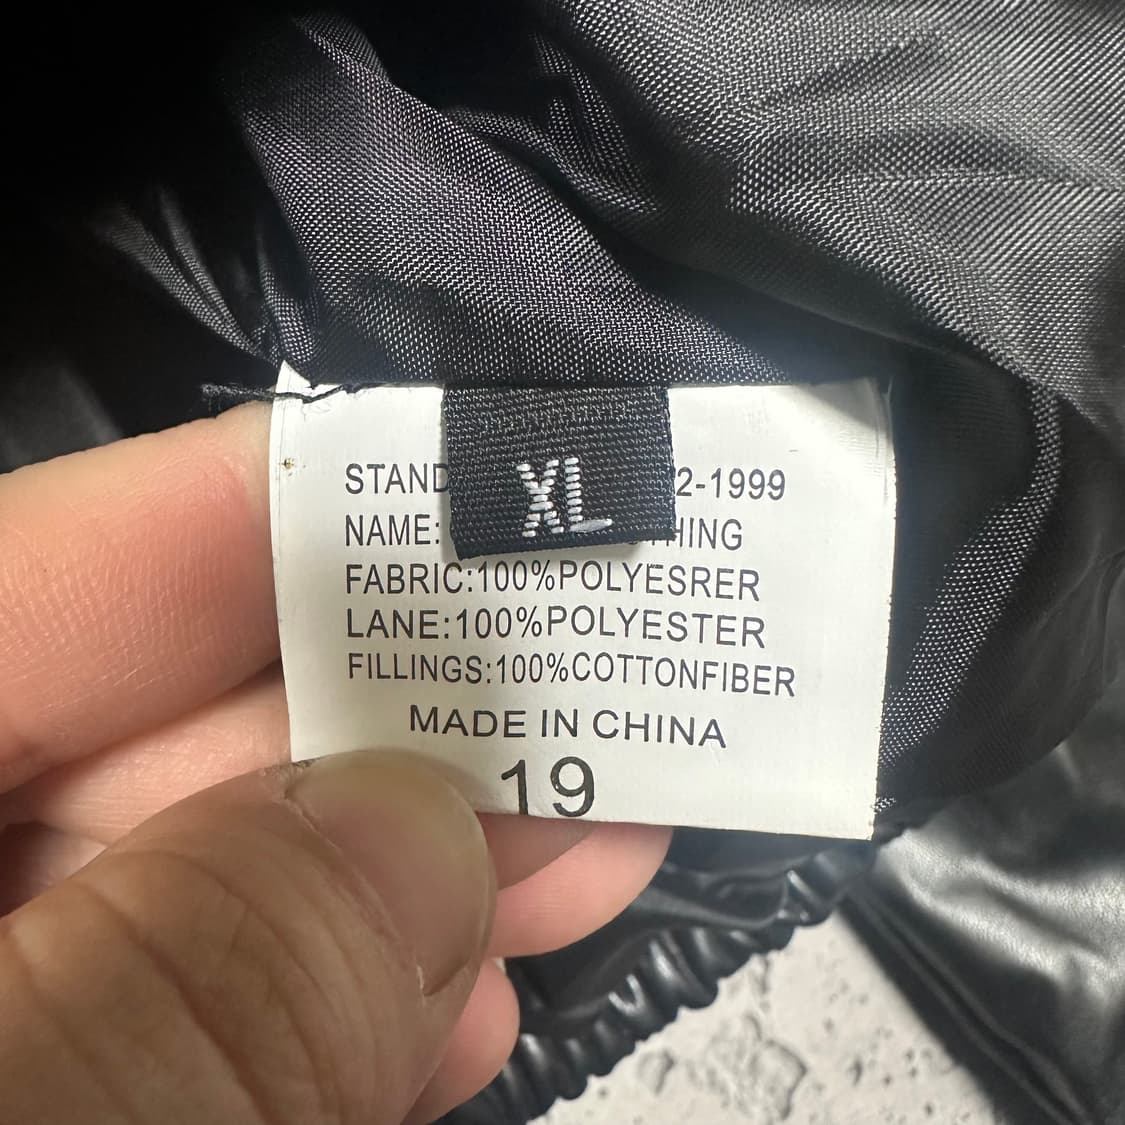 XL
STAND 2-1999
NAME: HING
FABRIC:100%POLYESRER
LANE:100%POLYESTER
FILLINGS:100%COTTONFIBER
MADE IN CHINA
19